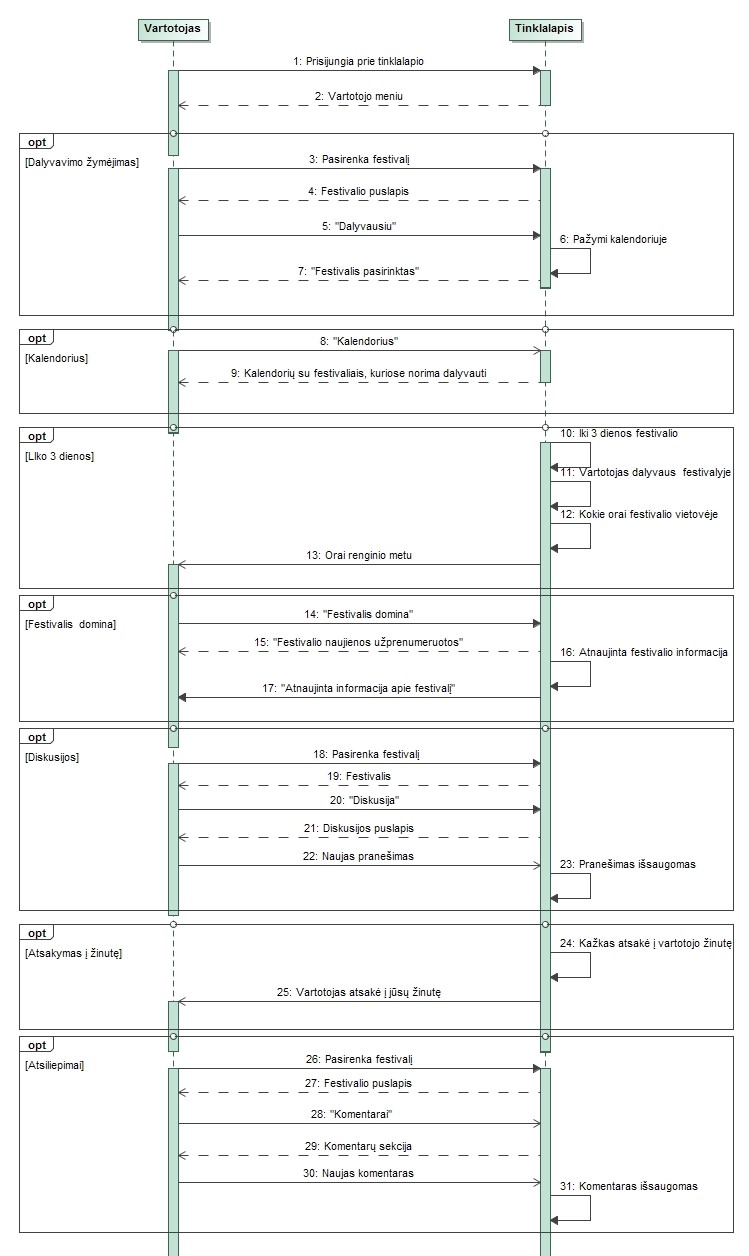 Vartotojas
Tinklalapis
1: Prisijungia prie tinklalapio
2: Vartotojo meniu
opt
[Dalyvavimo žymėjimas]
3: Pasirenka festivalį
4: Festivalio puslapis
5: "Dalyvausiu"
6: Pažymi kalendoriuje
7: "Festivalis pasirinktas"
opt
[Kalendorius]
8: "Kalendorius"
9: Kalendorių su festivaliais, kuriose norima dalyvauti
opt
[LIko 3 dienos]
10: Iki 3 dienos festivalio
11: Vartotojas dalyvaus festivalyje
12: Kokie orai festivalio vietovėje
13: Orai renginio metu
opt
[Festivalis domina]
14: "Festivalis domina"
15: "Festivalio naujienos užprenumeruotos"
16: Atnaujinta festivalio informacija
17: "Atnaujinta informacija apie festivalį"
opt
[Diskusijos]
18: Pasirenka festivalį
19: Festivalis
20: "Diskusija"
21: Diskusijos puslapis
22: Naujas pranešimas
23: Pranešimas išsaugomas
opt
[Atsakymas į žinutę]
24: Kažkas atsakė į vartotojo žinutę
25: Vartotojas atsakė į jūsų žinutę
opt
[Atsiliepimai]
26: Pasirenka festivalį
27: Festivalio puslapis
28: "Komentarai"
29: Komentarų sekcija
30: Naujas komentaras
31: Komentaras išsaugomas